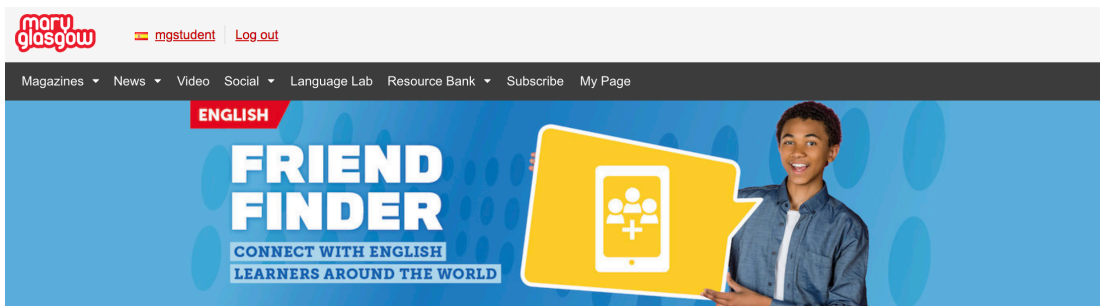 mary
glasgow
mgstudent Log out
Magazines News Video Social Language Lab Resource Bank Subscribe My Page
ENGLISH
FRIEND
FINDER
CONNECT WITH ENGLISH
LEARNERS AROUND THE WORLD